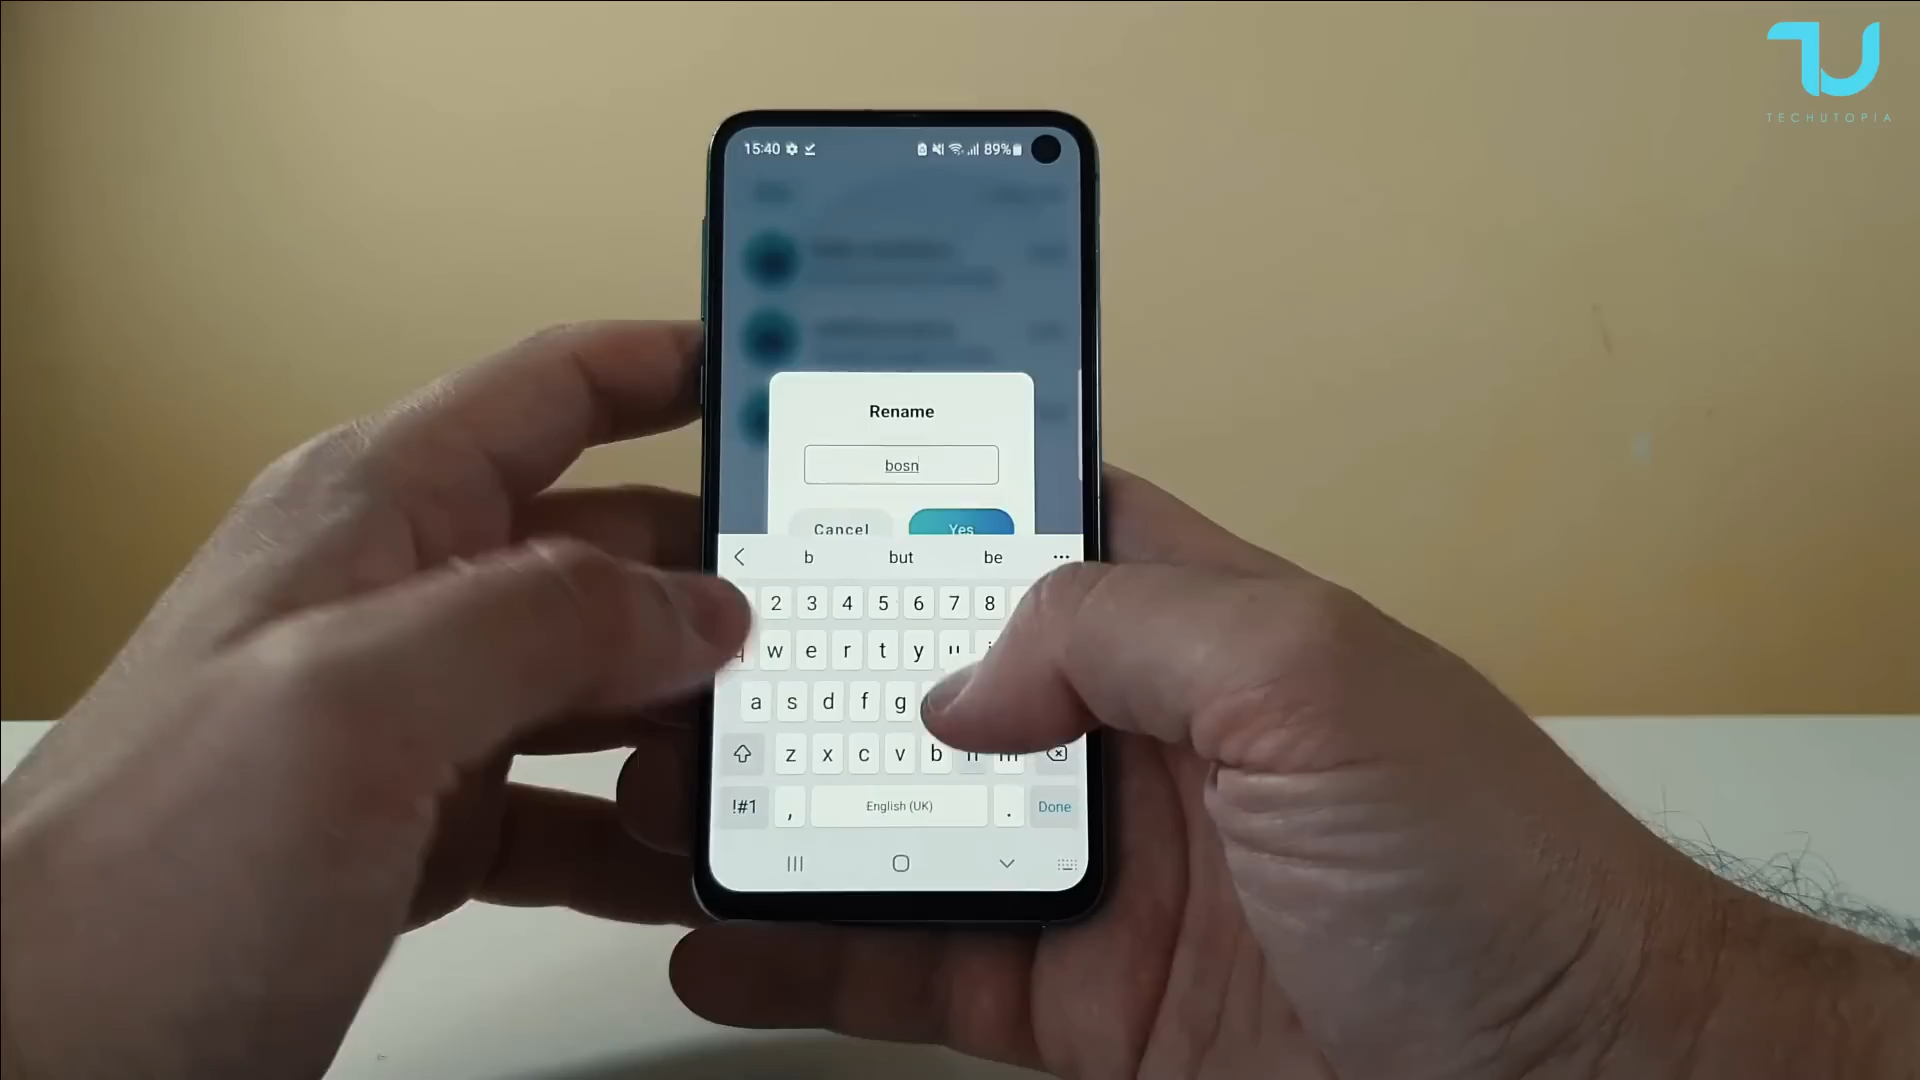 TU
TECHUTOPIA
15:40 89%
Rename
bosn
Cancel Yes
b but be
2 3 4 5 6 7 8
q w e r t y u i
a s d f g
z x c v b n m
!#1 , English (UK) . Done